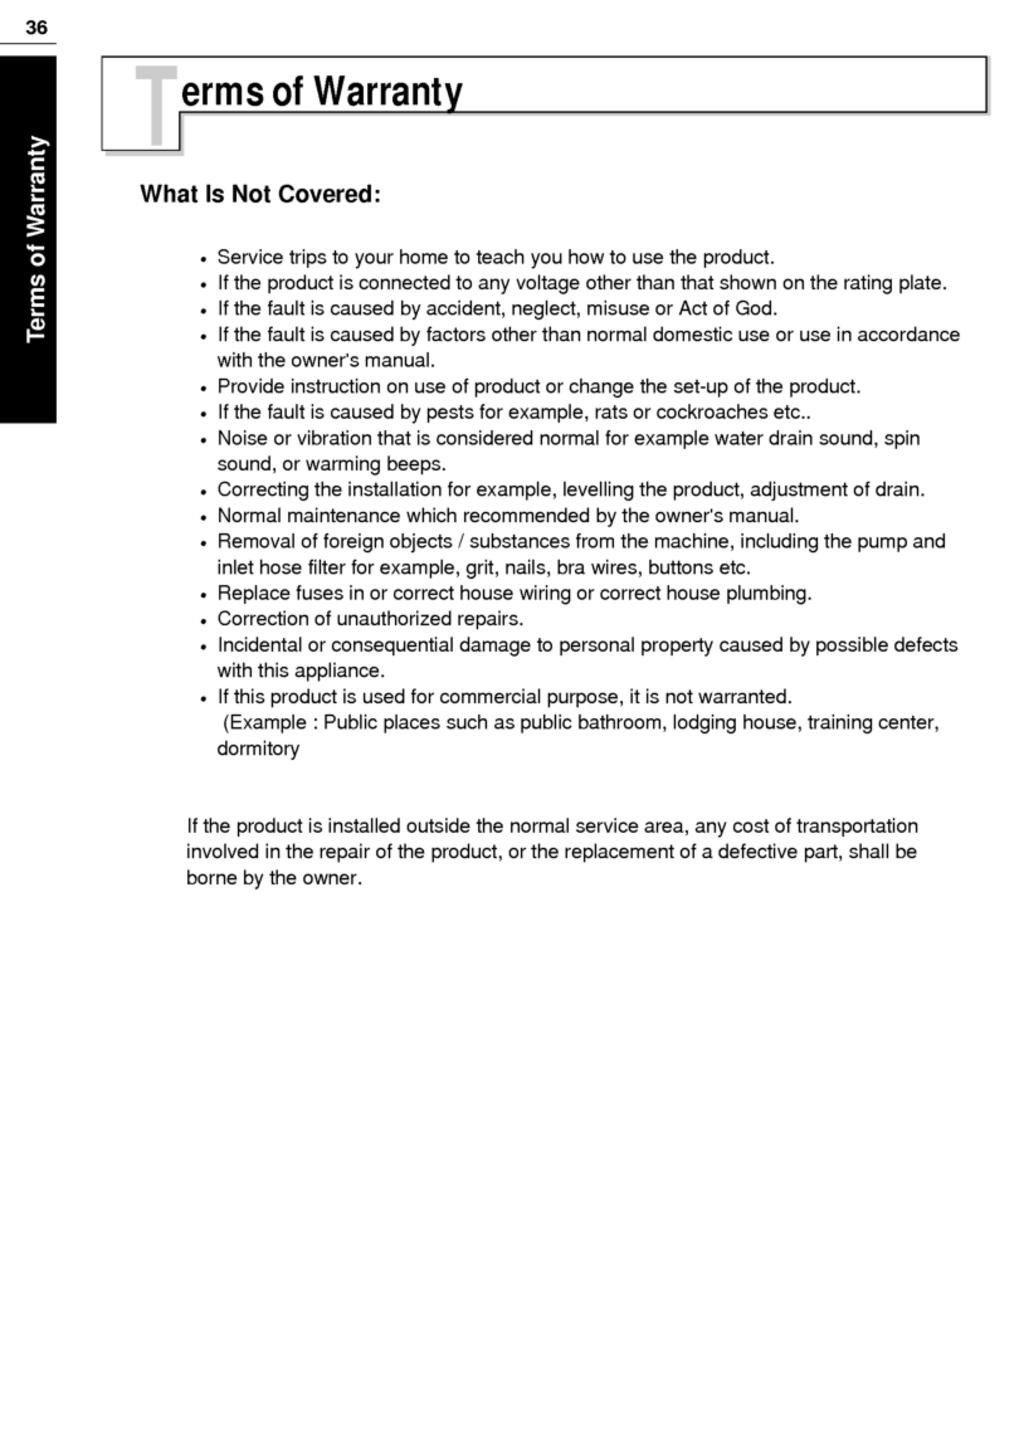 36
Terms of Warranty
Terms of Warranty
What Is Not Covered:
• Service trips to your home to teach you how to use the product.
• If the product is connected to any voltage other than that shown on the rating plate.
• If the fault is caused by accident, neglect, misuse or Act of God.
• If the fault is caused by factors other than normal domestic use or use in accordance
with the owner's manual.
• Provide instruction on use of product or change the set-up of the product.
• If the fault is caused by pests for example, rats or cockroaches etc..
• Noise or vibration that is considered normal for example water drain sound, spin
sound, or warming beeps.
• Correcting the installation for example, levelling the product, adjustment of drain.
• Normal maintenance which recommended by the owner's manual.
• Removal of foreign objects / substances from the machine, including the pump and
inlet hose filter for example, grit, nails, bra wires, buttons etc.
• Replace fuses in or correct house wiring or correct house plumbing.
• Correction of unauthorized repairs.
• Incidental or consequential damage to personal property caused by possible defects
with this appliance.
• If this product is used for commercial purpose, it is not warranted.
(Example : Public places such as public bathroom, lodging house, training center,
dormitory
If the product is installed outside the normal service area, any cost of transportation
involved in the repair of the product, or the replacement of a defective part, shall be
borne by the owner.